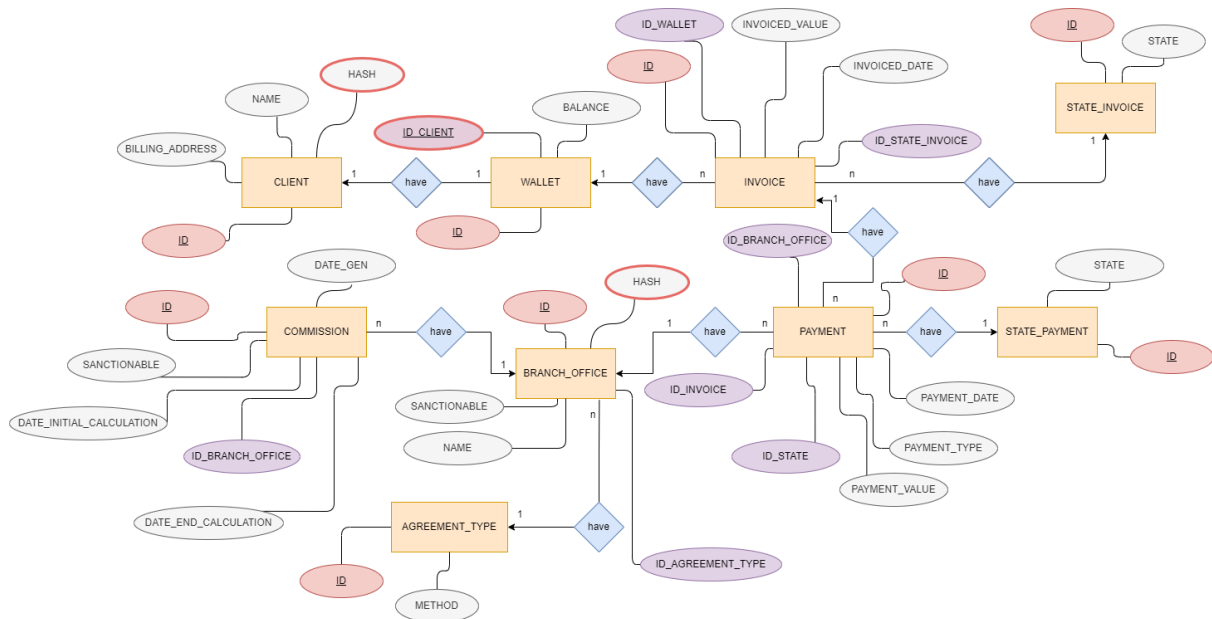 ID
STATE
ID_WALLET
INVOICED_VALUE
ID
INVOICED_DATE
HASH
NAME
BALANCE
STATE_INVOICE
ID_CLIENT
ID_STATE_INVOICE
BILLING_ADDRESS
1
CLIENT
1
have
1
WALLET
1
have
n
INVOICE
n
have
ID
ID
1
have
n
ID_BRANCH_OFFICE
ID
STATE
DATE_GEN
HASH
ID
ID
COMMISSION
n
have
1
BRANCH_OFFICE
1
have
n
PAYMENT
n
have
1
STATE_PAYMENT
ID
SANCTIONABLE
DATE_INITIAL_CALCULATION
ID_BRANCH_OFFICE
DATE_END_CALCULATION
SANCTIONABLE
NAME
n
ID_INVOICE
ID_STATE
PAYMENT_DATE
PAYMENT_TYPE
PAYMENT_VALUE
AGREEMENT_TYPE
1
have
ID_AGREEMENT_TYPE
ID
METHOD